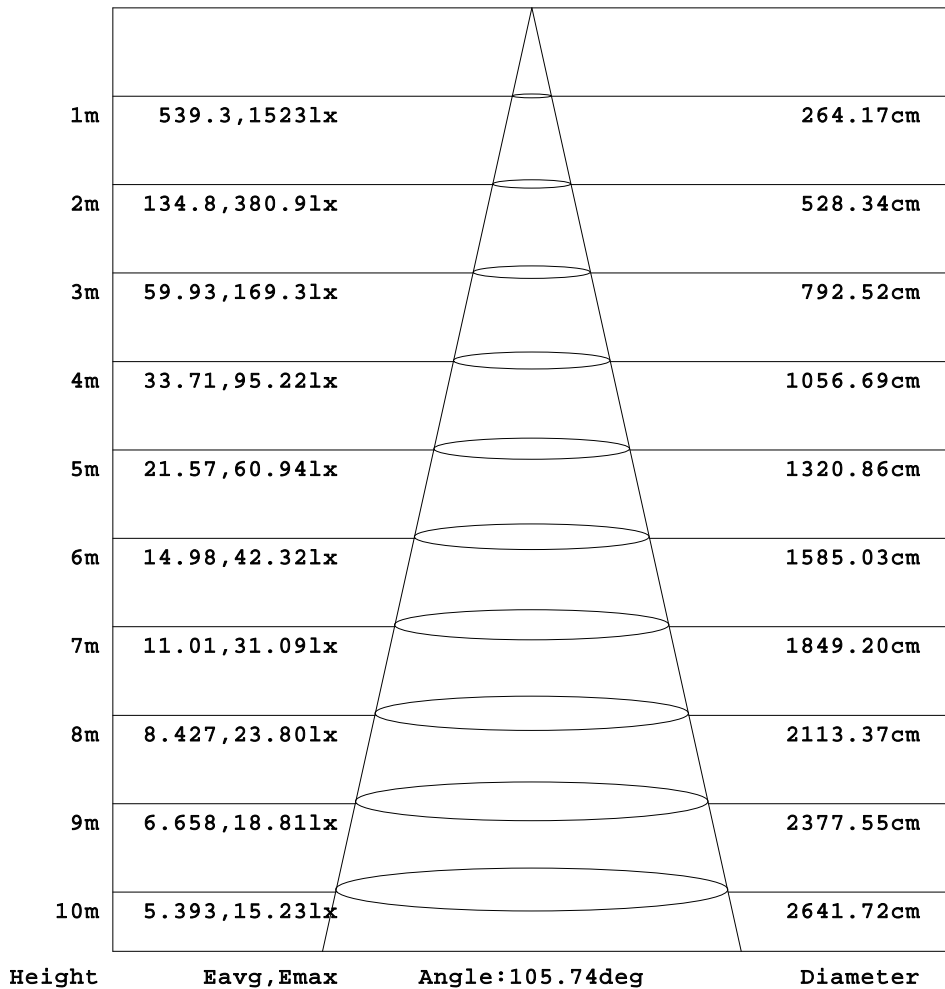 1m 539.3,1523lx 264.17cm
2m 134.8,380.9lx 528.34cm
3m 59.93,169.3lx 792.52cm
4m 33.71,95.22lx 1056.69cm
5m 21.57,60.94lx 1320.86cm
6m 14.98,42.32lx 1585.03cm
7m 11.01,31.09lx 1849.20cm
8m 8.427,23.80lx 2113.37cm
9m 6.658,18.81lx 2377.55cm
10m 5.393,15.23lx 2641.72cm
Height Eavg,Emax Angle:105.74deg Diameter